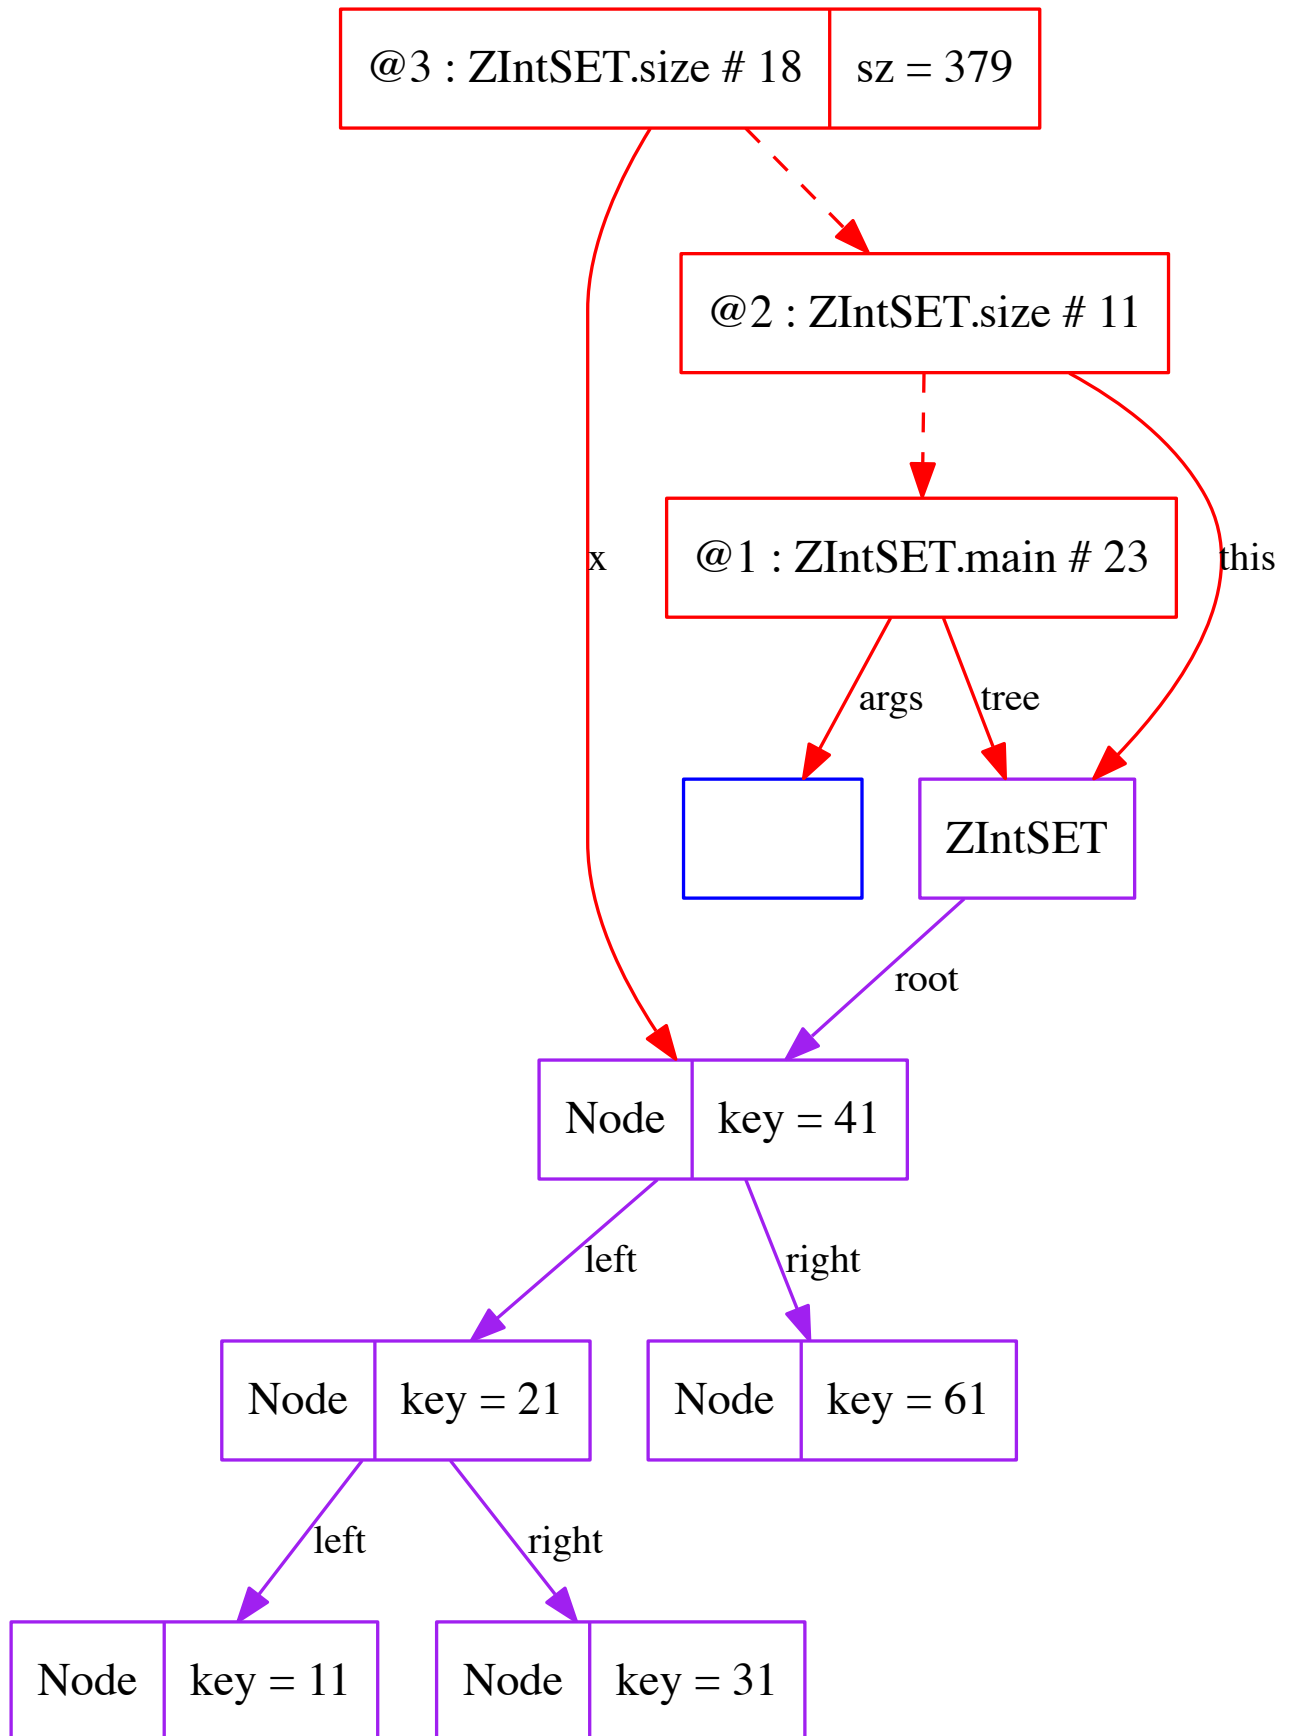 @3 : ZIntSET.size # 18 sz = 379
@2 : ZIntSET.size # 11
x
@1 : ZIntSET.main # 23
this
args
tree
ZIntSET
root
Node key = 41
left
right
Node key = 21
Node key = 61
left
right
Node key = 11
Node key = 31